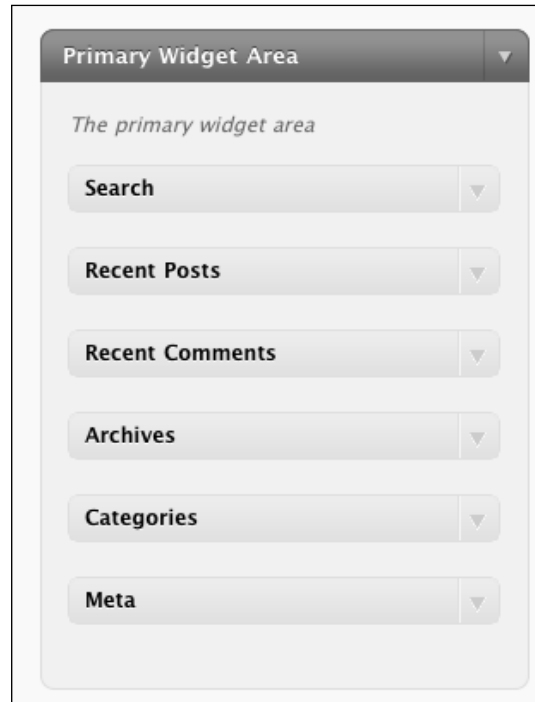 Primary Widget Area
The primary widget area
Search
Recent Posts
Recent Comments
Archives
Categories
Meta